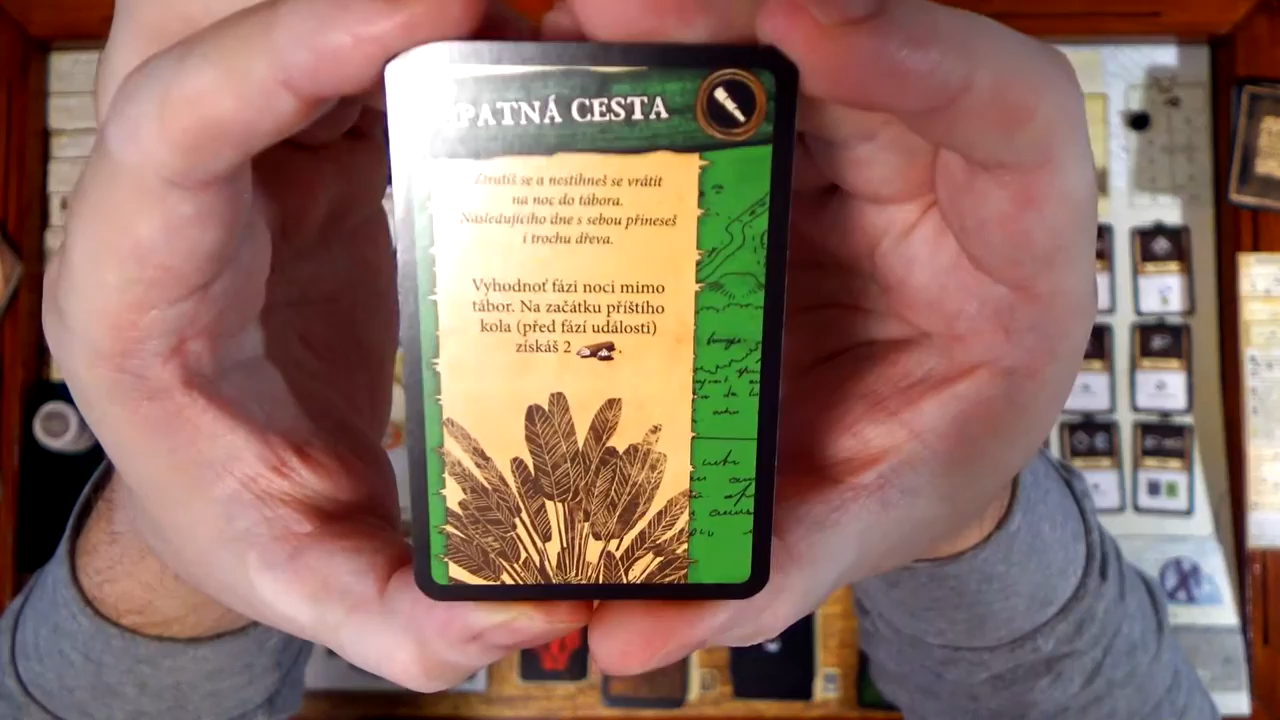 PATNÁ CESTA
Ztratíš se a nestihneš se vrátit
na noc do tábora.
Následujícího dne s sebou přineseš
i trochu dřeva.
Vyhodnoť fázi noci mimo
tábor. Na začátku příštího
kola (před fází události)
získáš 2